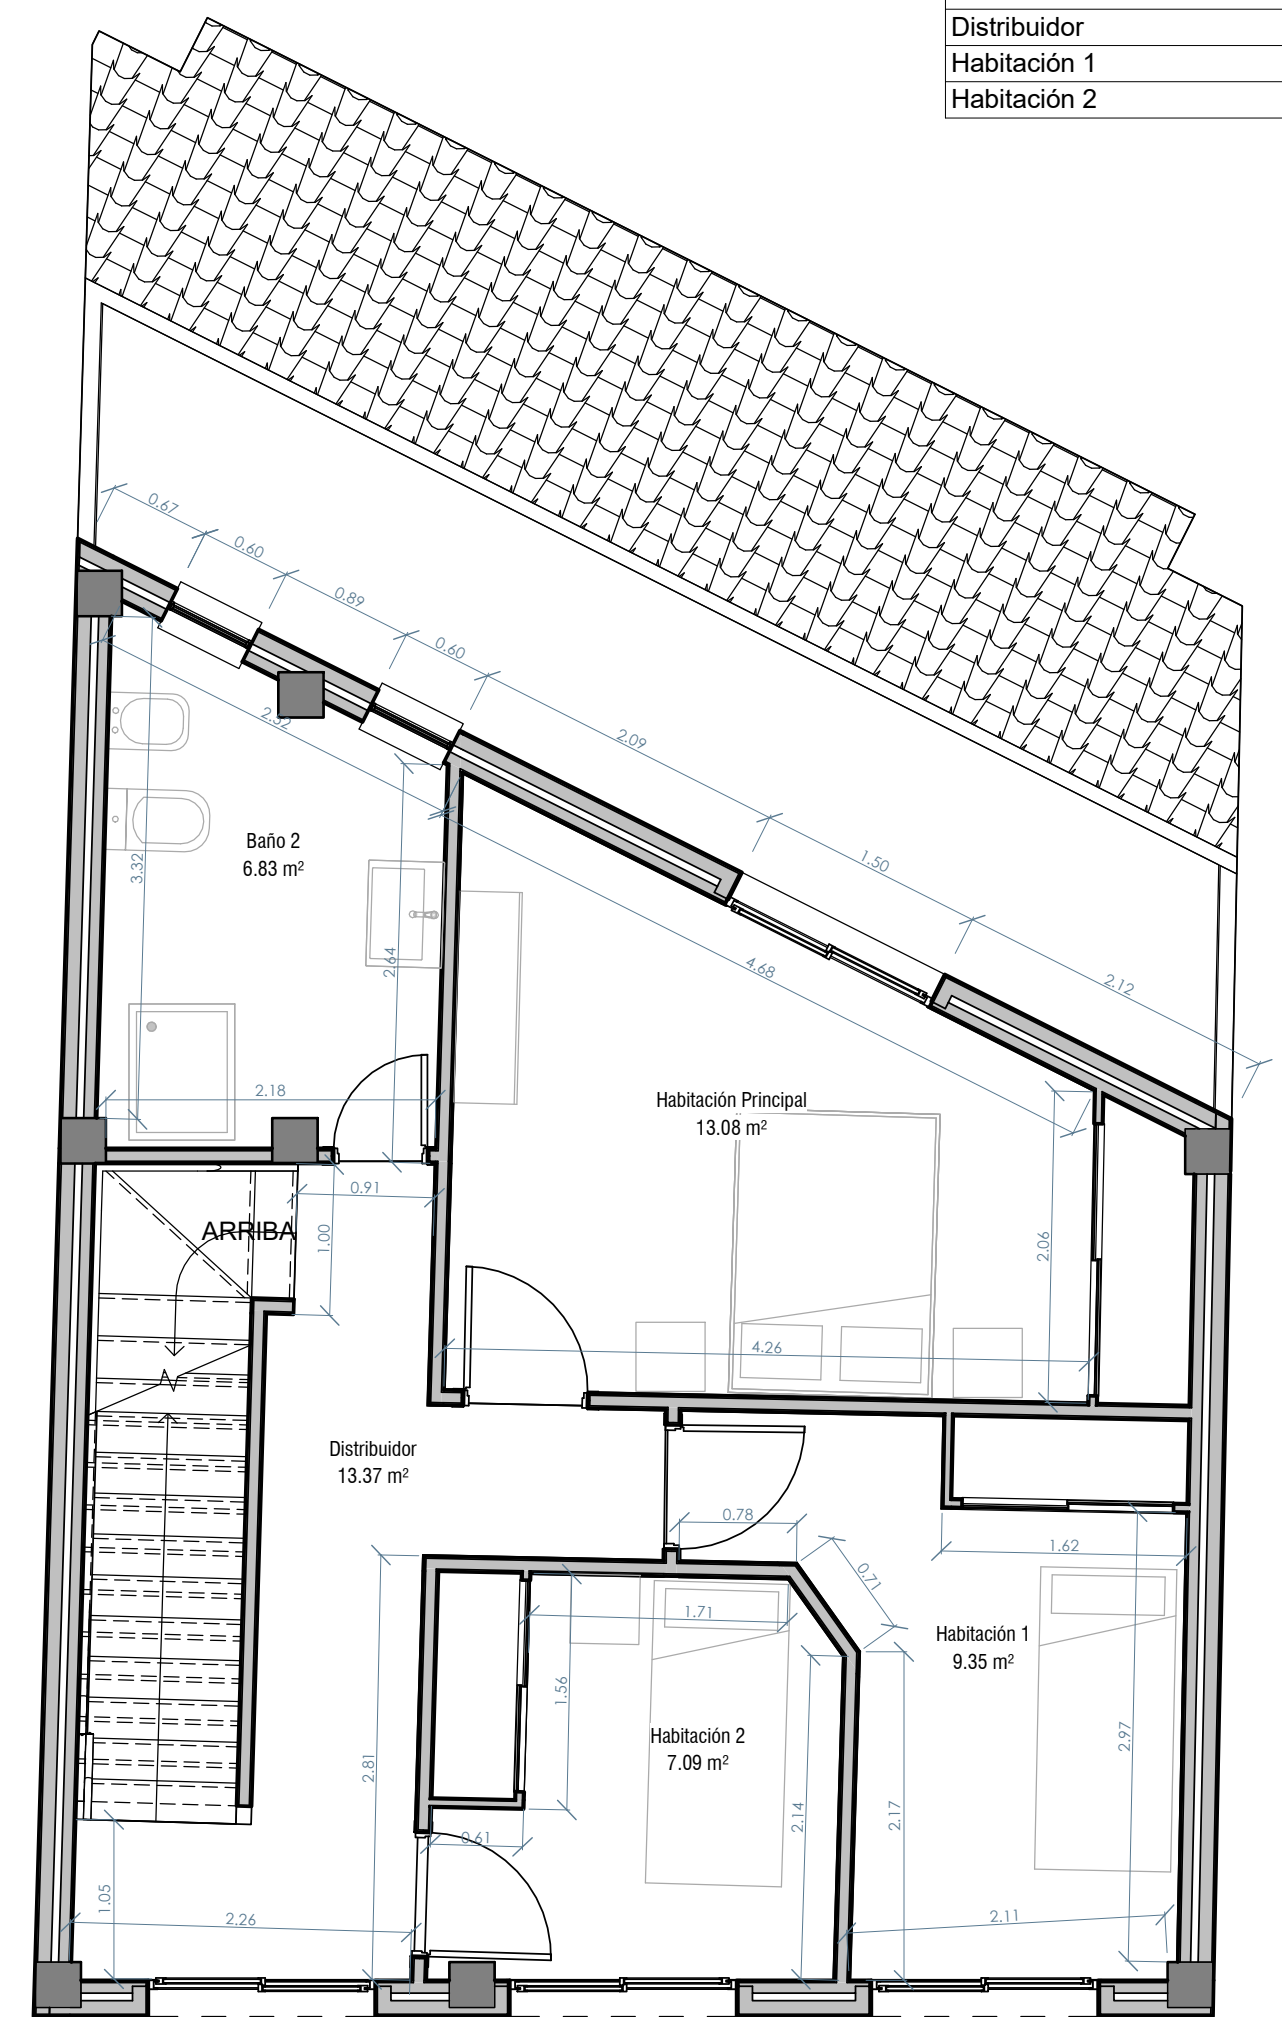 Distribuidor
Habitación 1
Habitación 2
0.67
0.60
0.89
0.60
2.09
1.50
2.12
2.32
3.32
Baño 2
6.83 m²
2.64
4.68
2.18
Habitación Principal
13.08 m²
0.91
ARRIBA
1.00
2.06
4.26
Distribuidor
13.37 m²
0.78
1.62
0.71
1.71
Habitación 1
9.35 m²
1.56
Habitación 2
7.09 m²
2.97
2.81
2.14
2.17
0.61
1.05
2.26
2.11